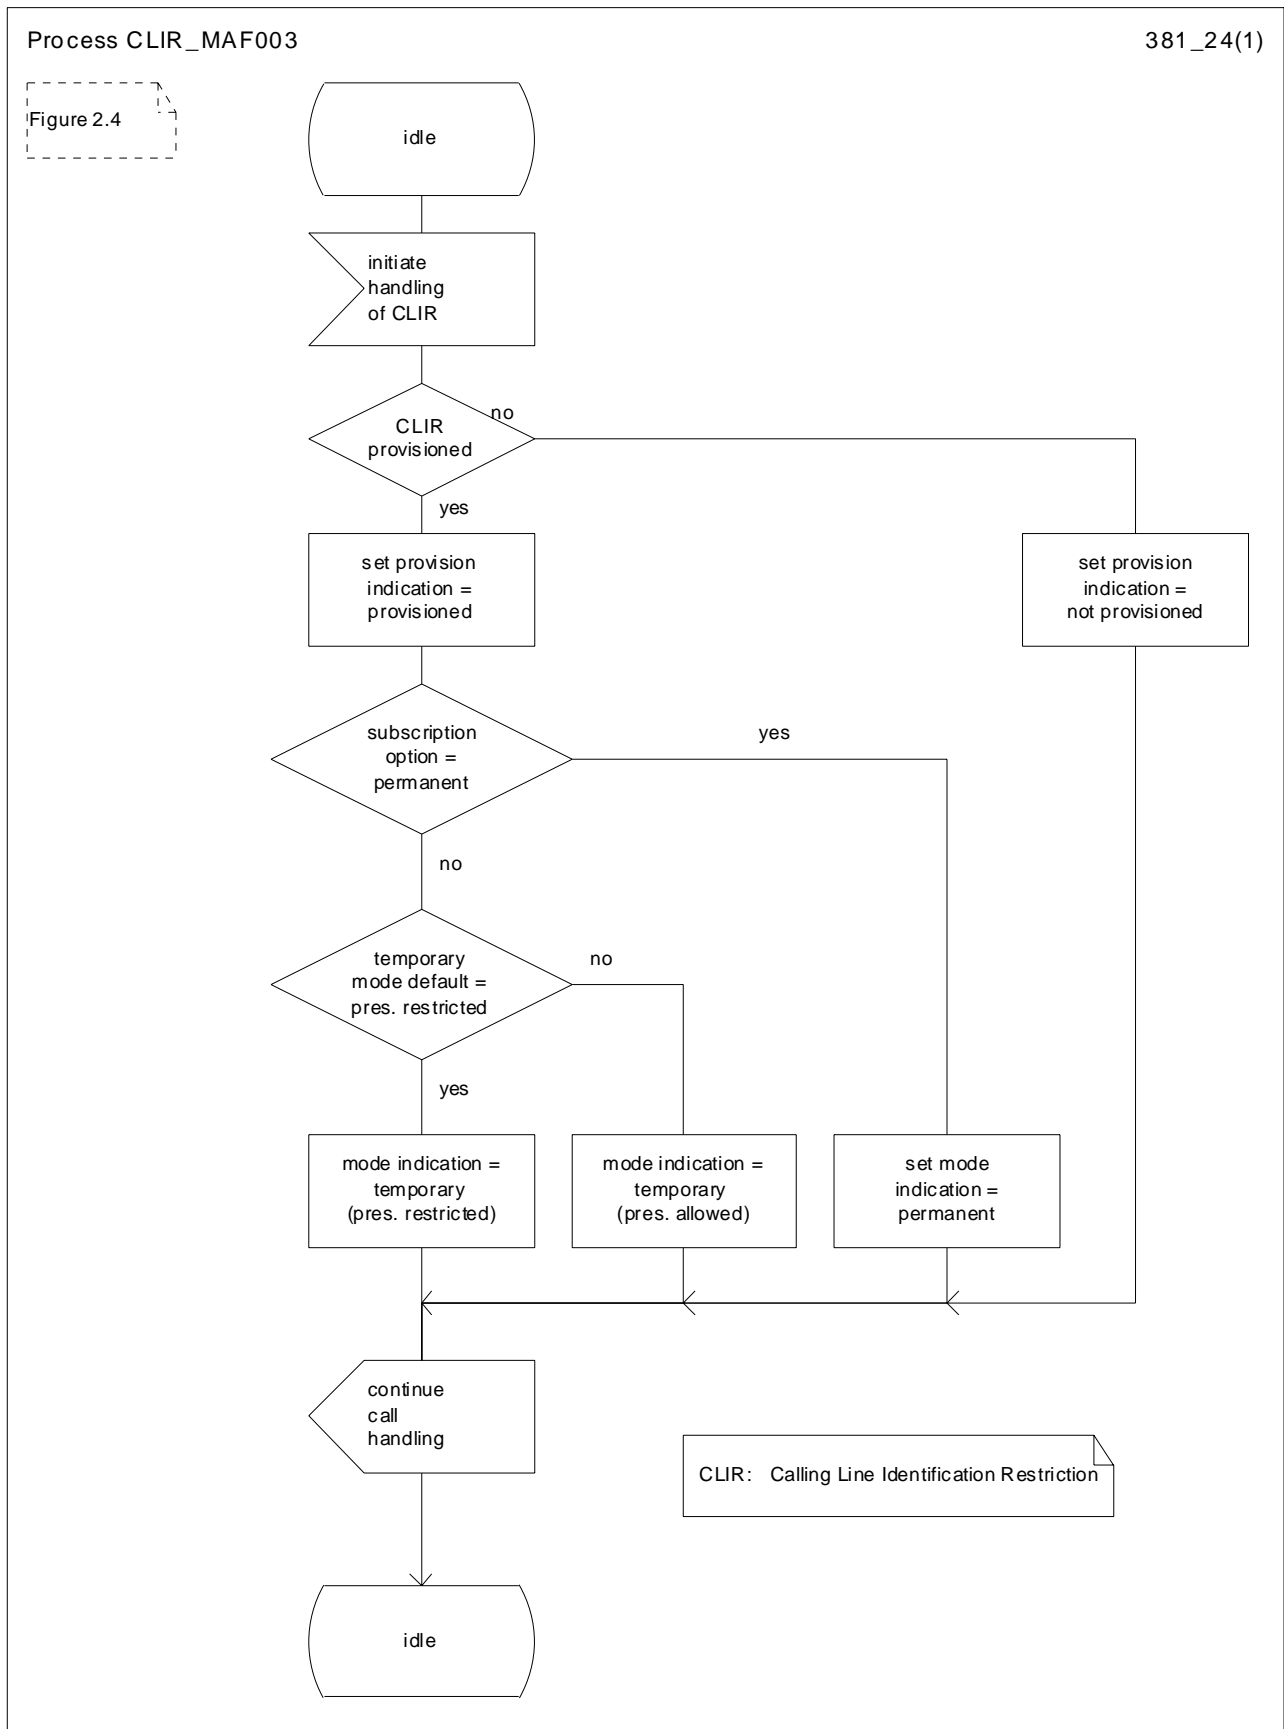 Process CLIR_MAF003
381_24(1)
Figure 2.4
idle
initiate
handling
of CLIR
CLIR
provisioned
no
yes
set provision
indication =
provisioned
set provision
indication =
not provisioned
subscription
option =
permanent
yes
no
temporary
mode default =
pres. restricted
no
yes
mode indication =
temporary
(pres. restricted)
mode indication =
temporary
(pres. allowed)
set mode
indication =
permanent
continue
call
handling
CLIR: Calling Line Identification Restriction
idle